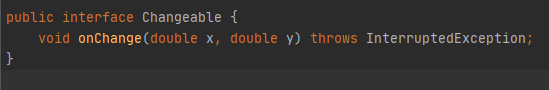 public interface Changeable {
    void onChange(double x, double y) throws InterruptedException;
}